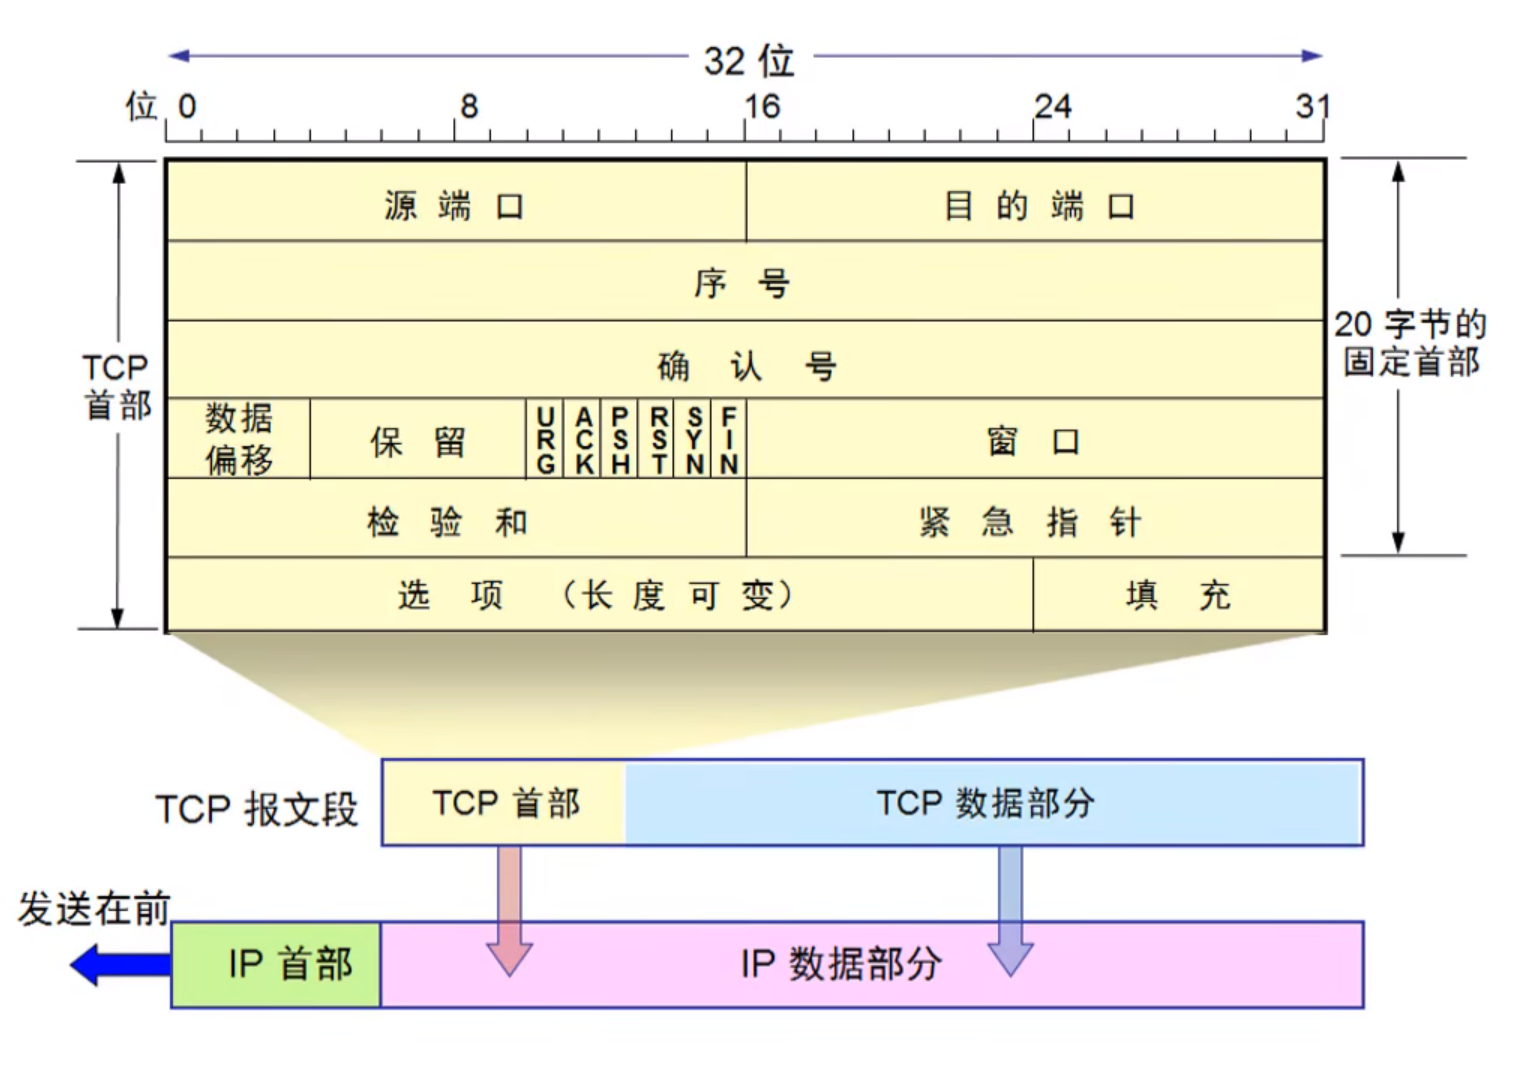 32 位
位 0 8 16 24 31
源 端 口 目 的 端 口
序 号
确 认 号
TCP
首部
20 字节的
固定首部
数据
偏移
保 留
URG
ACK
PSH
RST
SYN
FIN
窗 口
检 验 和 紧 急 指 针
选 项 （长 度 可 变） 填 充
TCP 报文段 TCP 首部 TCP 数据部分
发送在前
IP 首部 IP 数据部分